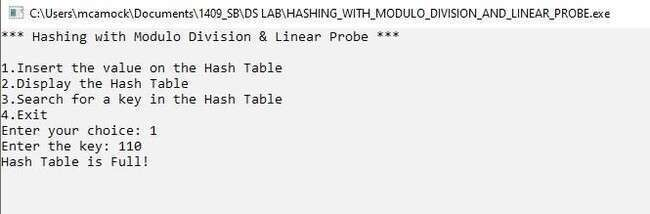 C:\Users\mcamock\Documents\1409_SB\DS LAB\HASHING_WITH_MODULO_DIVISION_AND_LINEAR_PROBE.exe
*** Hashing with Modulo Division & Linear Probe ***
1.Insert the value on the Hash Table
2.Display the Hash Table
3.Search for a key in the Hash Table
4.Exit
Enter your choice: 1
Enter the key: 110
Hash Table is Full!